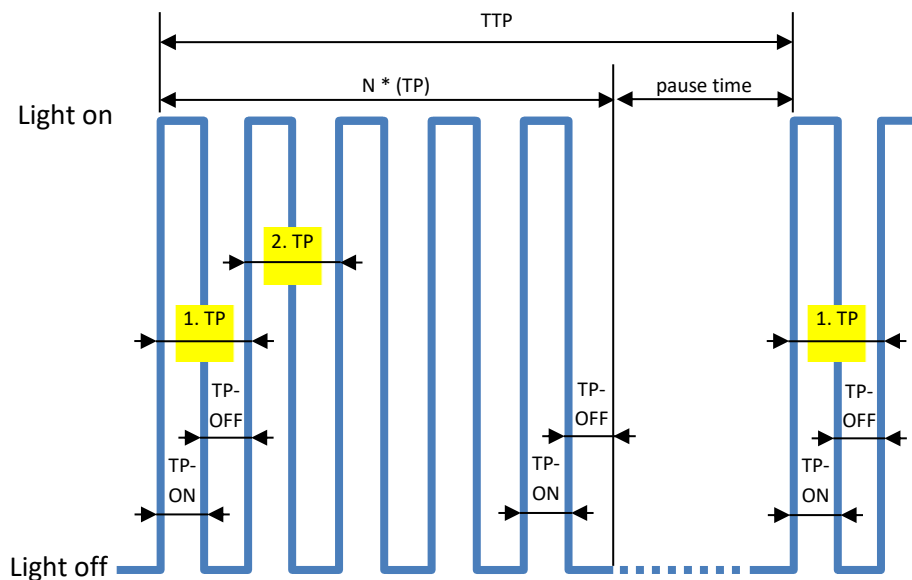 TTP
N * (TP)
pause time
Light on
2. TP
1. TP
1. TP
TP-
OFF
TP-
OFF
TP-
OFF
TP-
ON
TP-
ON
TP-
ON
Light off